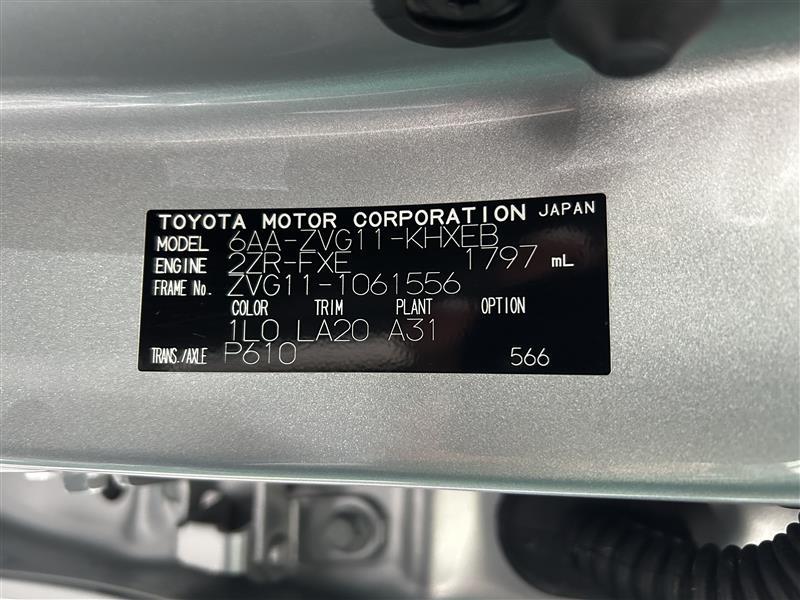 TOYOTA MOTOR CORPORATION JAPAN
MODEL 6AA-ZVG11-KHXEB
ENGINE 2ZR-FXE 1797 mL
FRAME No. ZVG11-1061556
COLOR TRIM PLANT OPTION
1L0 LA20 A31
TRANS./AXLE P610 566